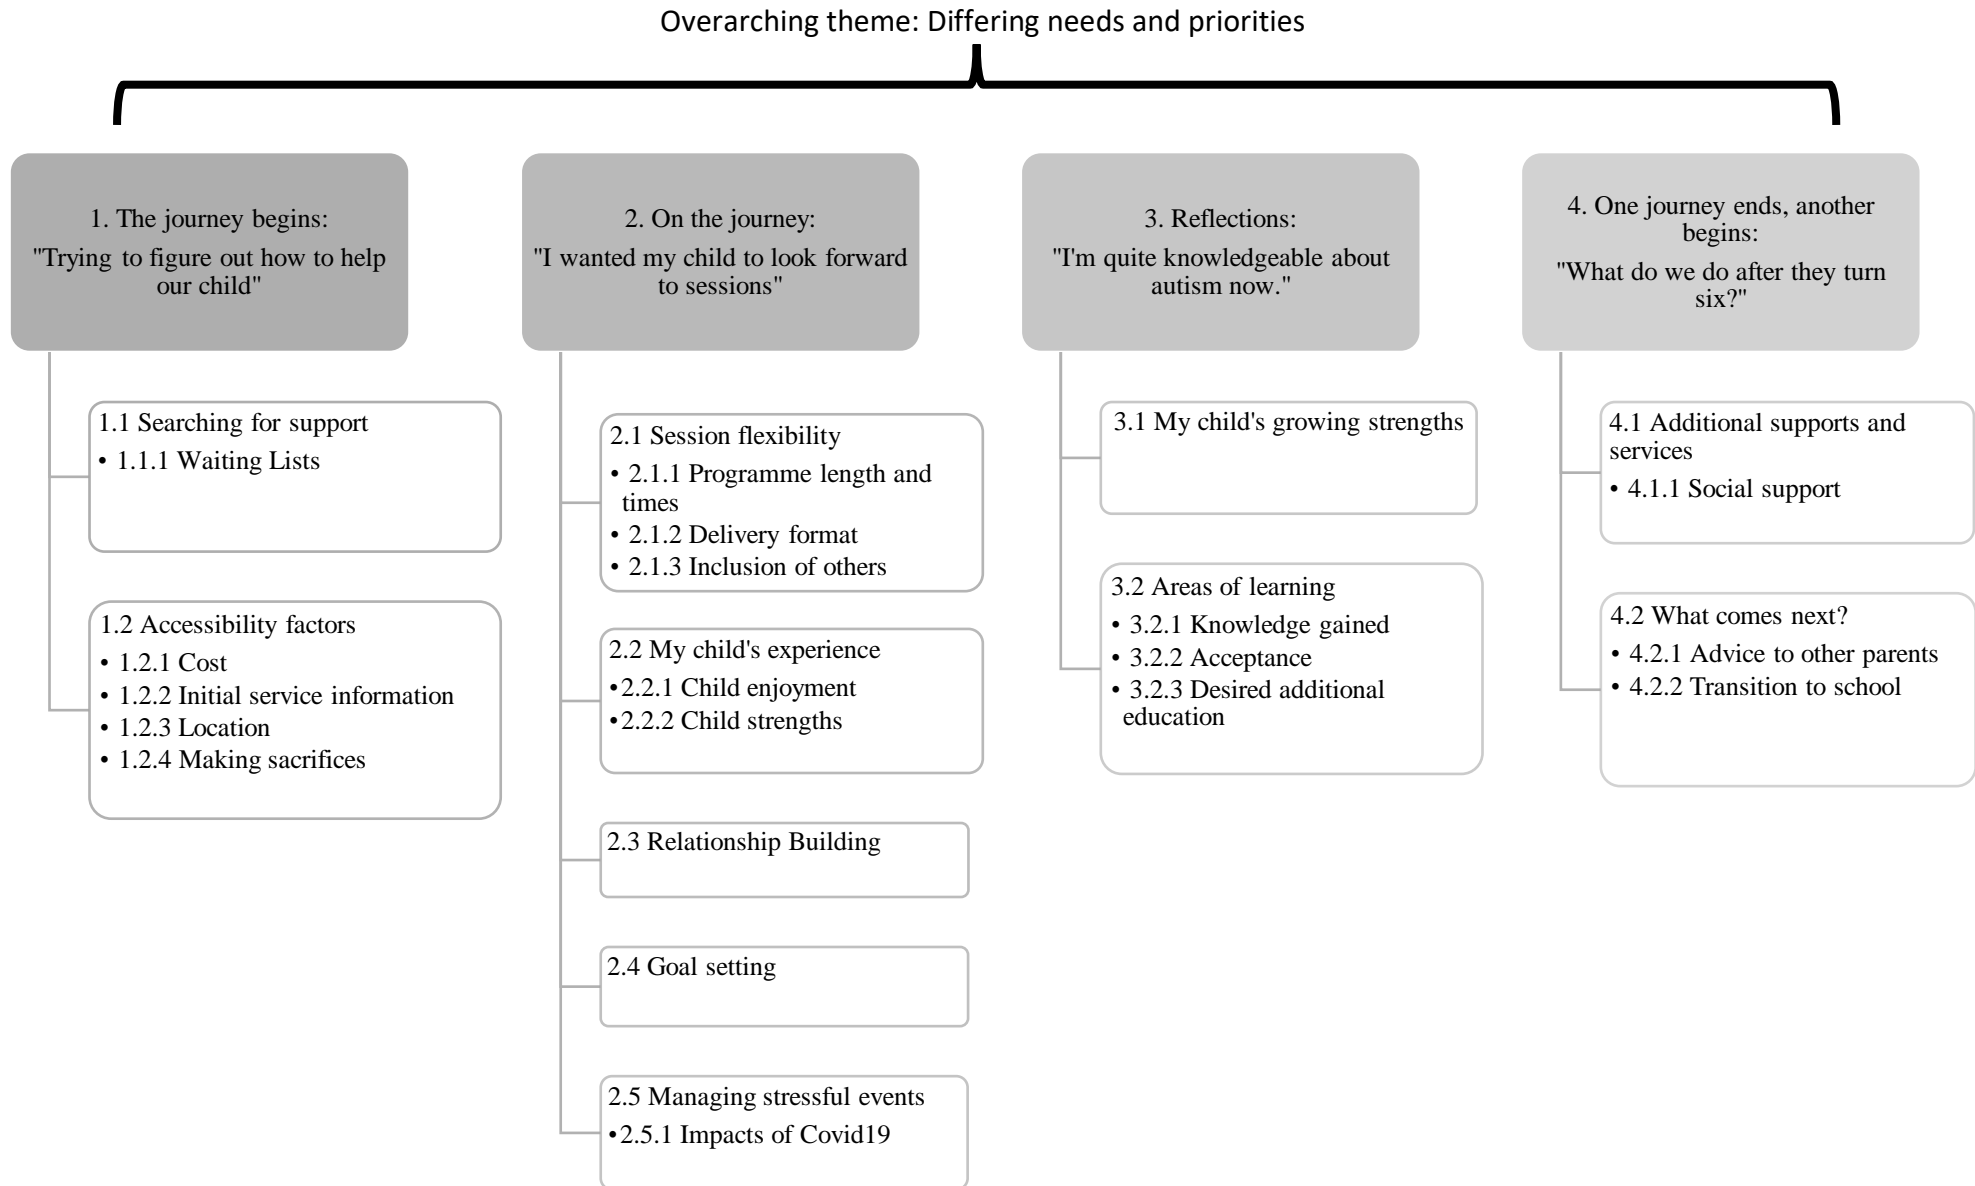 Overarching theme: Differing needs and priorities
1. The journey begins:
"Trying to figure out how to help
our child"
1.1 Searching for support
• 1.1.1 Waiting Lists
1.2 Accessibility factors
• 1.2.1 Cost
• 1.2.2 Initial service information
• 1.2.3 Location
• 1.2.4 Making sacrifices
2. On the journey:
"I wanted my child to look forward
to sessions"
2.1 Session flexibility
• 2.1.1 Programme length and
times
• 2.1.2 Delivery format
• 2.1.3 Inclusion of others
2.2 My child's experience
•2.2.1 Child enjoyment
•2.2.2 Child strengths
2.3 Relationship Building
2.4 Goal setting
2.5 Managing stressful events
•2.5.1 Impacts of Covid19
3. Reflections:
"I'm quite knowledgeable about
autism now."
3.1 My child's growing strengths
3.2 Areas of learning
• 3.2.1 Knowledge gained
• 3.2.2 Acceptance
• 3.2.3 Desired additional
education
4. One journey ends, another
begins:
"What do we do after they turn
six?"
4.1 Additional supports and
services
• 4.1.1 Social support
4.2 What comes next?
• 4.2.1 Advice to other parents
• 4.2.2 Transition to school